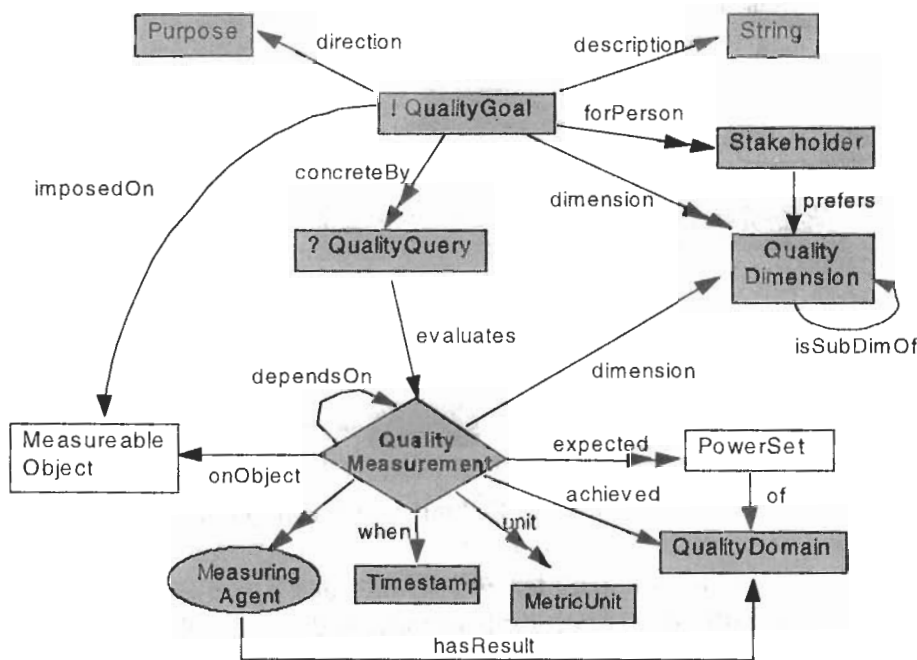 Purpose
direction
description
String
! QualityGoal
forPerson
Stakeholder
concreteBy
imposedOn
dimension
prefers
? QualityQuery
Quality
Dimension
evaluates
isSubDimOf
dependsOn
dimension
Measureable
Object
onObject
Quality
Measurement
expected
PowerSet
achieved
of
when
unit
QualityDomain
Measuring
Agent
Timestamp
MetricUnit
hasResult